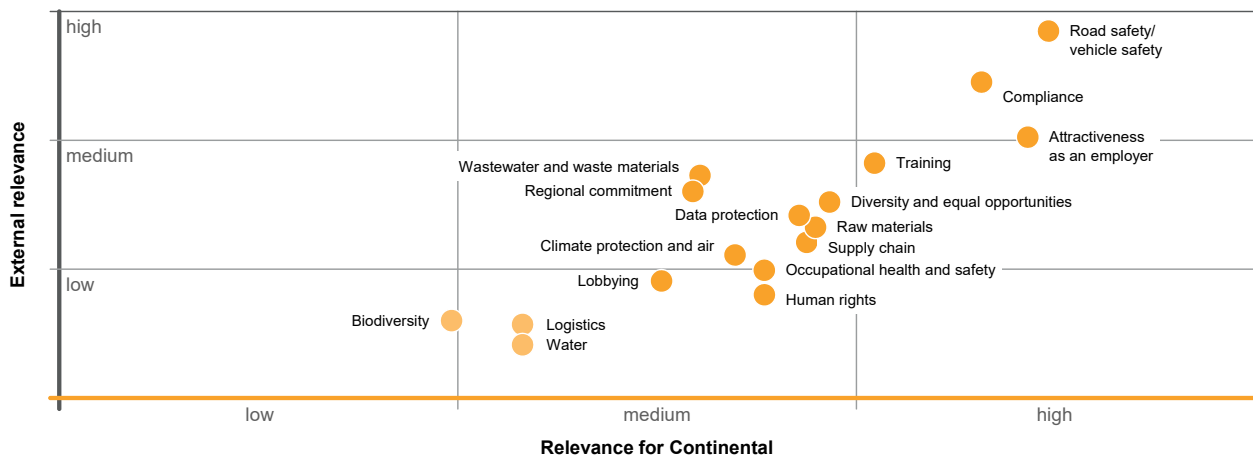 high
Road safety/
vehicle safety
Compliance
medium
Attractiveness
as an employer
Training
Wastewater and waste materials
Regional commitment
Diversity and equal opportunities
Data protection
Raw materials
Climate protection and air
Supply chain
Occupational health and safety
low
Lobbying
Human rights
Biodiversity
Logistics
Water
External relevance
low
medium
high
Relevance for Continental